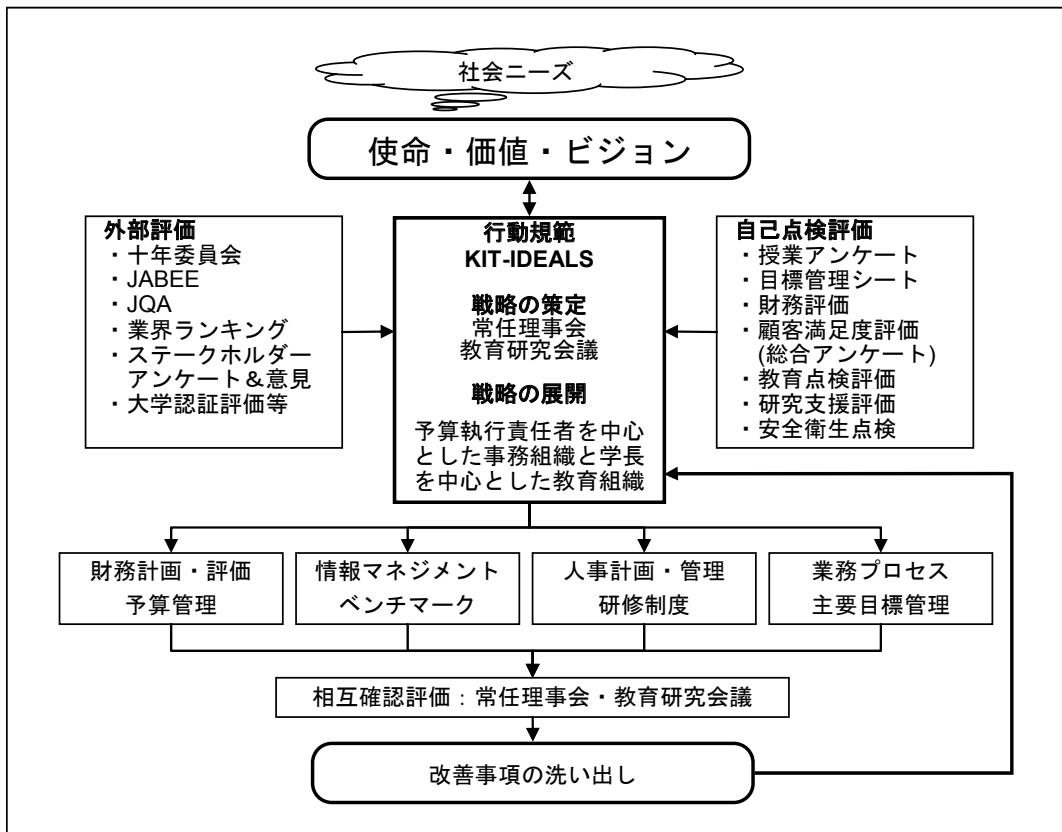 社会ニーズ
使命・価値・ビジョン
外部評価
・十年委員会
・JABEE
・JQA
・業界ランキング
・ステークホルダー
アンケート＆意見
・大学認証評価等
行動規範
KIT-IDEALS
戦略の策定
常任理事会
教育研究会議
戦略の展開
予算執行責任者を中心
とした事務組織と学長
を中心とした教育組織
自己点検評価
・授業アンケート
・目標管理シート
・財務評価
・顧客満足度評価
(総合アンケート)
・教育点検評価
・研究支援評価
・安全衛生点検
財務計画・評価
予算管理
情報マネジメント
ベンチマーク
人事計画・管理
研修制度
業務プロセス
主要目標管理
相互確認評価：常任理事会・教育研究会議
改善事項の洗い出し